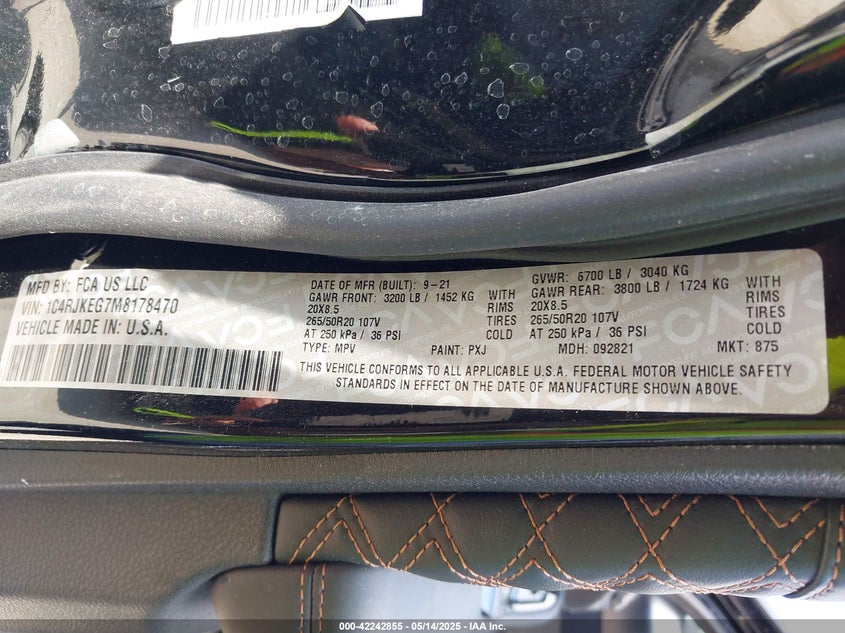 MFD BY: FCA US LLC
VIN: 1C4RJKEG7M8178470
VEHICLE MADE IN: U.S.A.
DATE OF MFR (BUILT): 9-21
GAWR FRONT: 3200 LB / 1452 KG WITH
20X8.5 RIMS
265/50R20 107V TIRES
AT 250 kPa / 36 PSI COLD
TYPE: MPV PAINT: PXJ
GVWR: 6700 LB / 3040 KG
GAWR REAR: 3800 LB / 1724 KG WITH
20X8.5 RIMS
265/50R20 107V TIRES
AT 250 kPa / 36 PSI COLD
MDH: 092821 MKT: 875
THIS VEHICLE CONFORMS TO ALL APPLICABLE U.S.A. FEDERAL MOTOR VEHICLE SAFETY
STANDARDS IN EFFECT ON THE DATE OF MANUFACTURE SHOWN ABOVE.
000-42242855 - 05/14/2025 - IAA Inc.